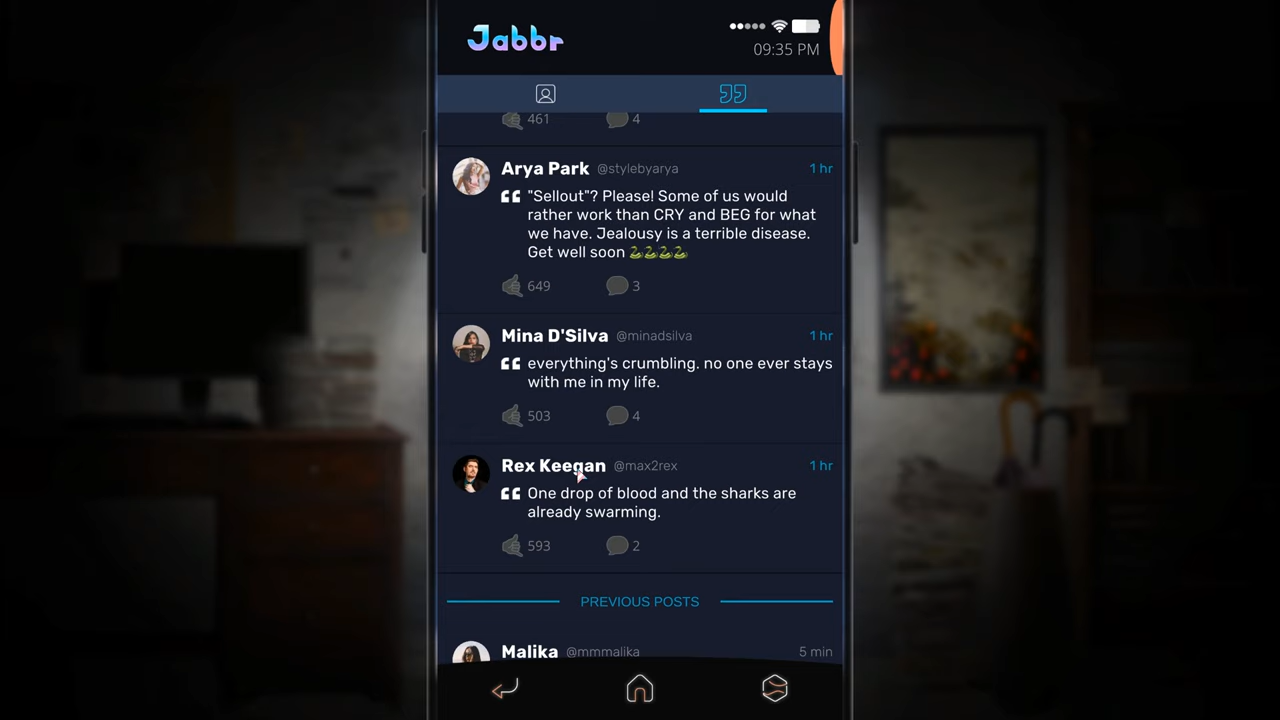 Jabbr
09:35 PM
461 4
Arya Park @stylebyarya 1 hr
"Sellout"? Please! Some of us would
rather work than CRY and BEG for what
we have. Jealousy is a terrible disease.
Get well soon 🐍🐍🐍🐍
649 3
Mina D'Silva @minadsilva 1 hr
everything's crumbling. no one ever stays
with me in my life.
503 4
Rex Keegan @max2rex 1 hr
One drop of blood and the sharks are
already swarming.
593 2
PREVIOUS POSTS
Malika @mmmalika 5 min